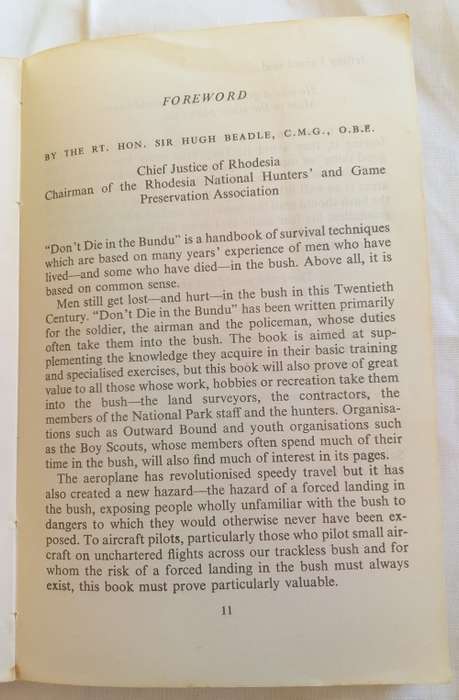 FOREWORD
BY THE RT. HON. SIR HUGH BEADLE, C.M.G., O.B.E.
Chief Justice of Rhodesia
Chairman of the Rhodesia National Hunters' and Game
Preservation Association
"Don't Die in the Bundu" is a handbook of survival techniques
which are based on many years' experience of men who have
lived—and some who have died—in the bush. Above all, it is
based on common sense.
Men still get lost—and hurt—in the bush in this Twentieth
Century. "Don't Die in the Bundu" has been written primarily
for the soldier, the airman and the policeman, whose duties
often take them into the bush. The book is aimed at sup-
plementing the knowledge they acquire in their basic training
and specialised exercises, but this book will also prove of great
value to all those whose work, hobbies or recreation take them
into the bush—the land surveyors, the contractors, the
members of the National Park staff and the hunters. Organisa-
tions such as Outward Bound and youth organisations such
as the Boy Scouts, whose members often spend much of their
time in the bush, will also find much of interest in its pages.
The aeroplane has revolutionised speedy travel but it has
also created a new hazard—the hazard of a forced landing in
the bush, exposing people wholly unfamiliar with the bush to
dangers to which they would otherwise never have been ex-
posed. To aircraft pilots, particularly those who pilot small air-
craft on unchartered flights across our trackless bush and for
whom the risk of a forced landing in the bush must always
exist, this book must prove particularly valuable.
11